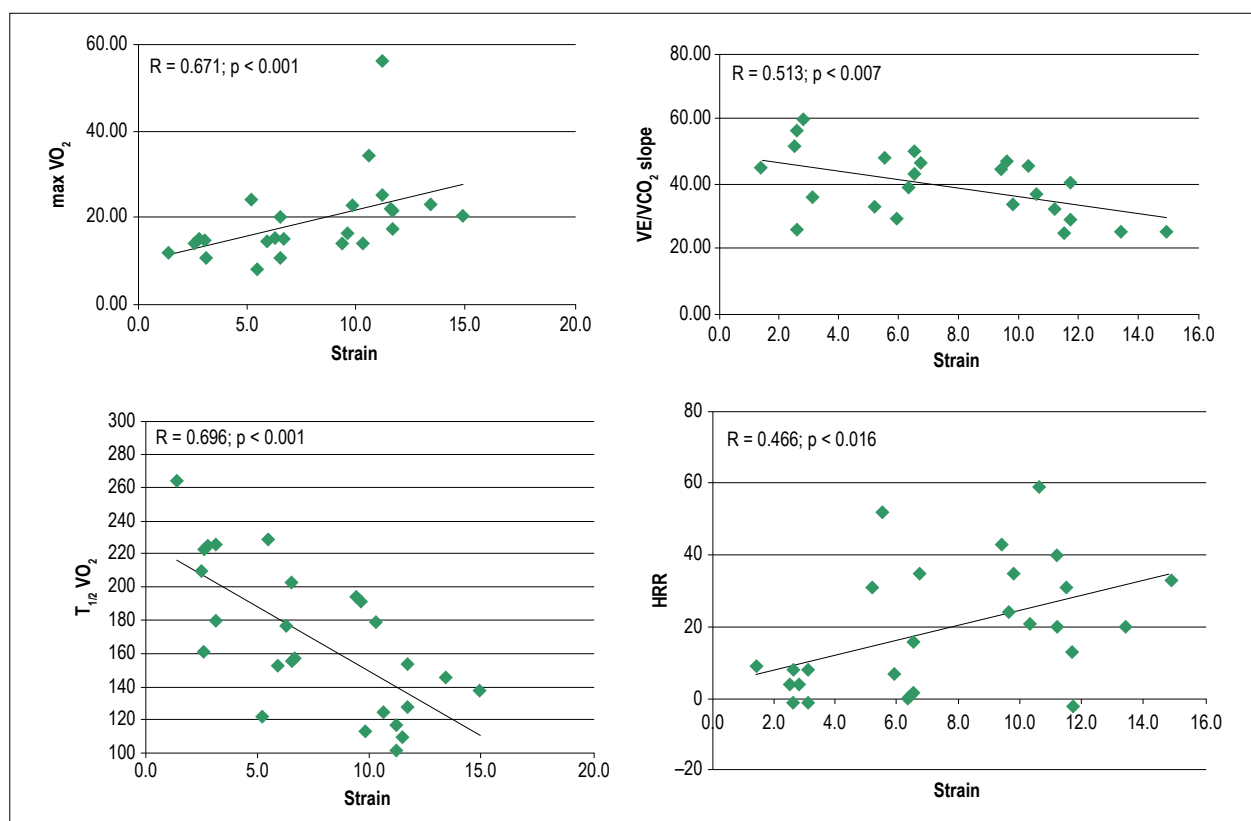 R = 0.671; p < 0.001
max VO₂
60.00
40.00
20.00
0.00
0.0 5.0 10.0 15.0 20.0
Strain
R = 0.513; p < 0.007
VE/VCO₂ slope
80.00
60.00
40.00
20.00
0.00
0.0 2.0 4.0 6.0 8.0 10.0 12.0 14.0 16.0
Strain
R = 0.696; p < 0.001
T₁/₂ VO₂
300
280
260
240
220
200
180
160
140
120
100
0.0 5.0 10.0 15.0 20.0
Strain
R = 0.466; p < 0.016
HRR
80
60
40
20
0
–20
0.0 2.0 4.0 6.0 8.0 10.0 12.0 14.0 16.0
Strain